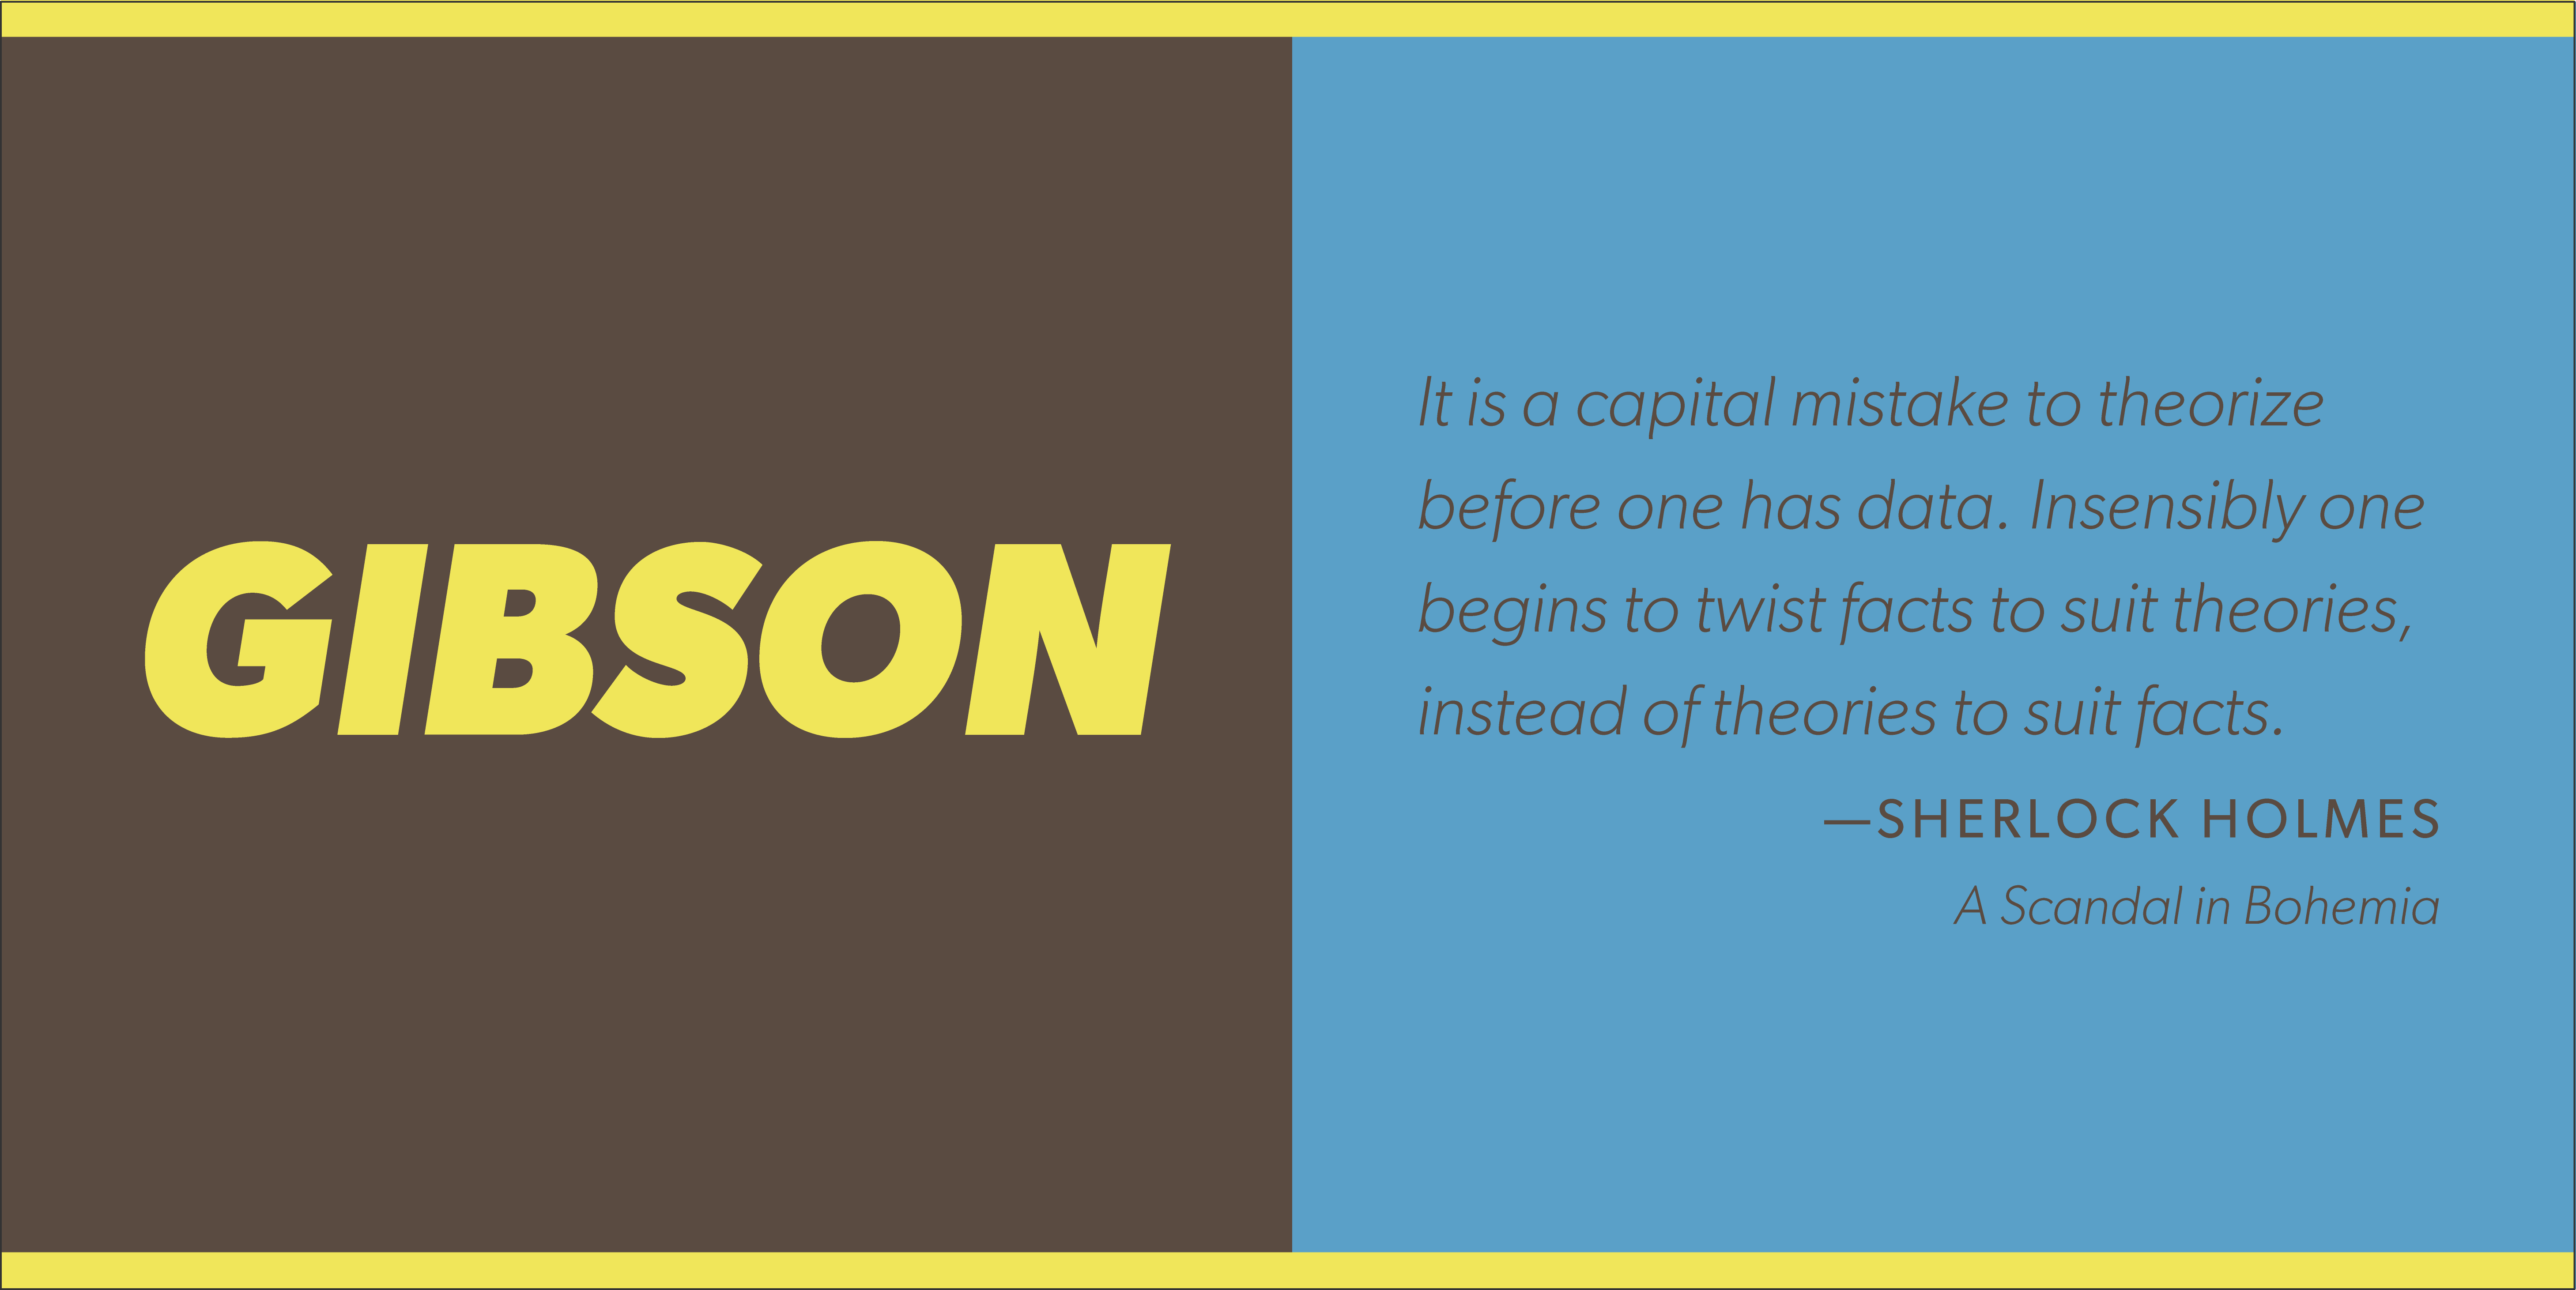 GIBSON
It is a capital mistake to theorize
before one has data. Insensibly one
begins to twist facts to suit theories,
instead of theories to suit facts.
—SHERLOCK HOLMES
A Scandal in Bohemia